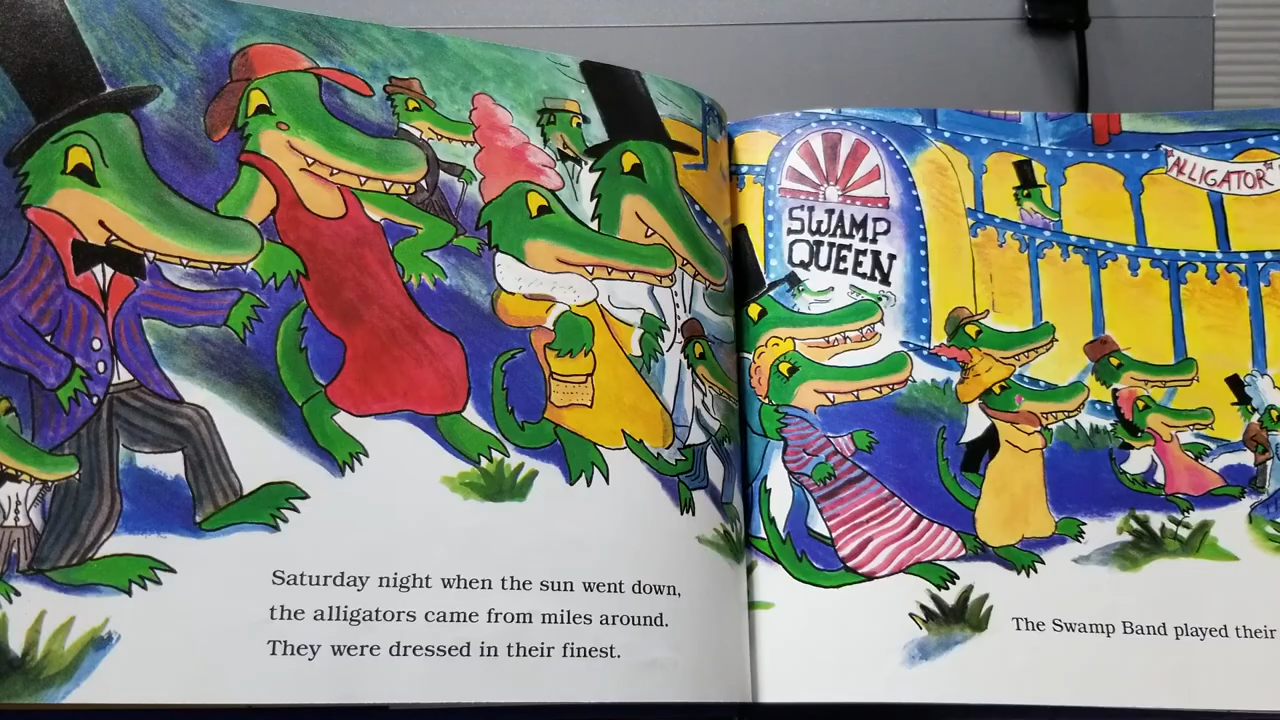 Saturday night when the sun went down,
the alligators came from miles around.
They were dressed in their finest.
SWAMP
QUEEN
"ALLIGATOR"
The Swamp Band played their